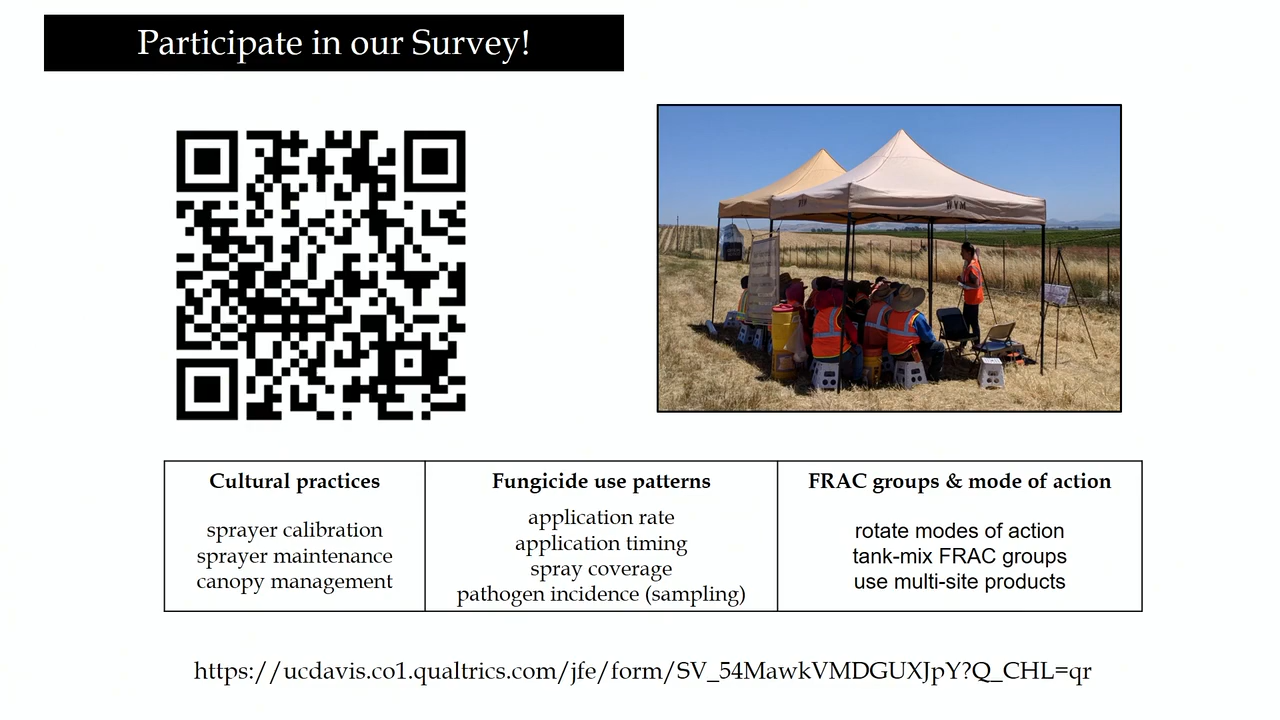 Participate in our Survey!
Cultural practices
sprayer calibration
sprayer maintenance
canopy management
Fungicide use patterns
application rate
application timing
spray coverage
pathogen incidence (sampling)
FRAC groups & mode of action
rotate modes of action
tank-mix FRAC groups
use multi-site products
https://ucdavis.co1.qualtrics.com/jfe/form/SV_54MawkVMDGUXJpY?Q_CHL=qr